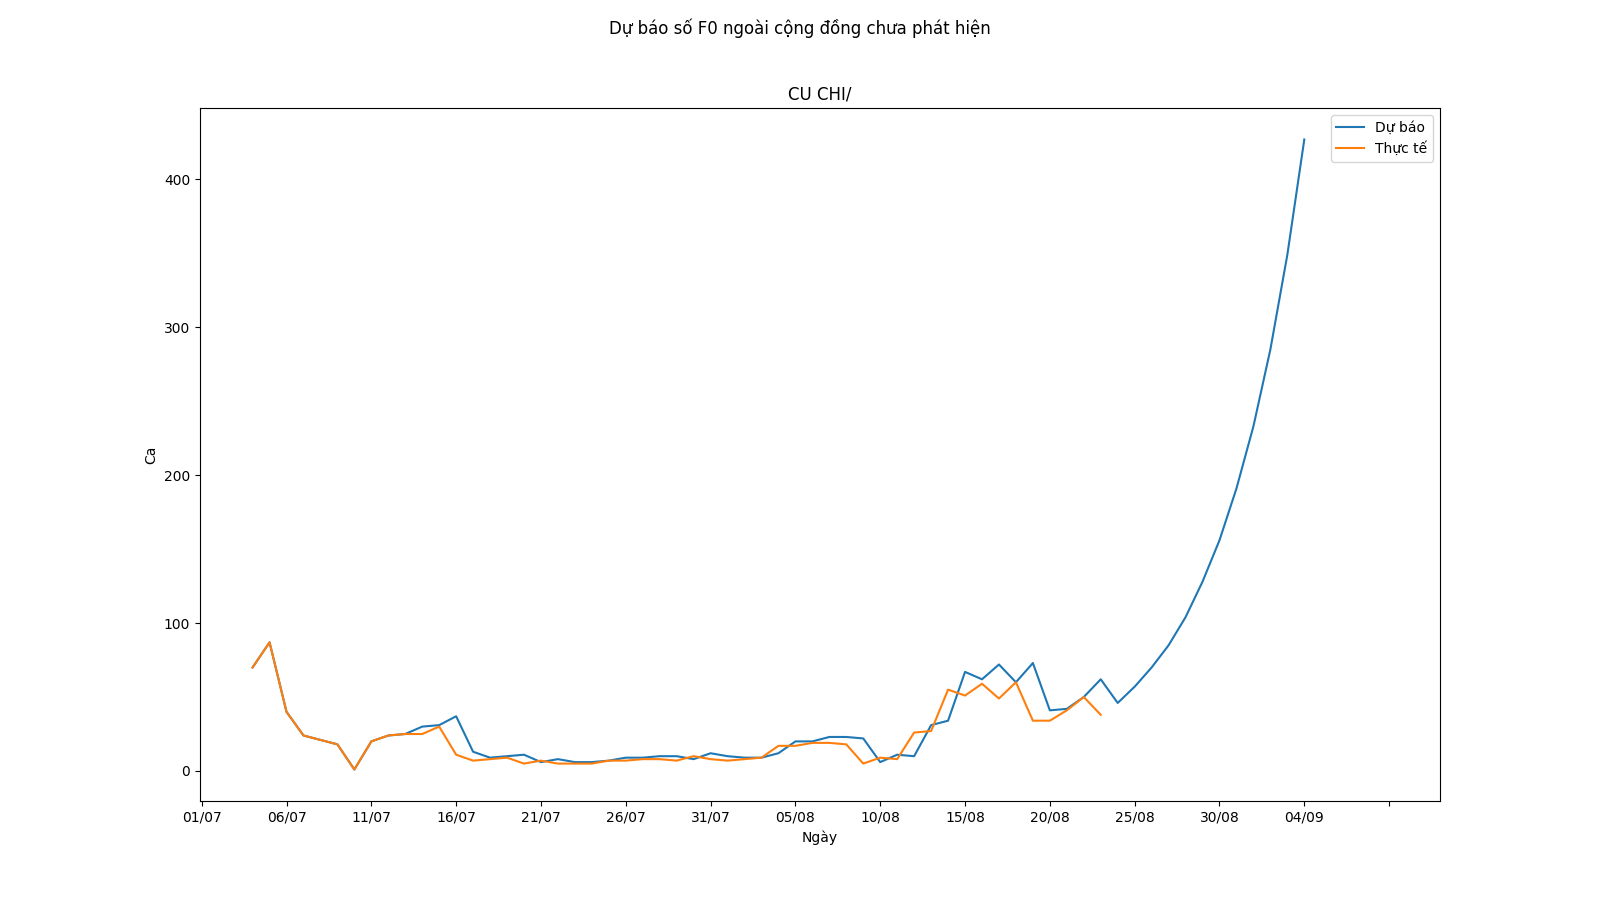 Dự báo số F0 ngoài cộng đồng chưa phát hiện
CU CHI/
Dự báo
Thực tế
400
300
200
100
0
Ca
01/07 06/07 11/07 16/07 21/07 26/07 31/07 05/08 10/08 15/08 20/08 25/08 30/08 04/09
Ngày